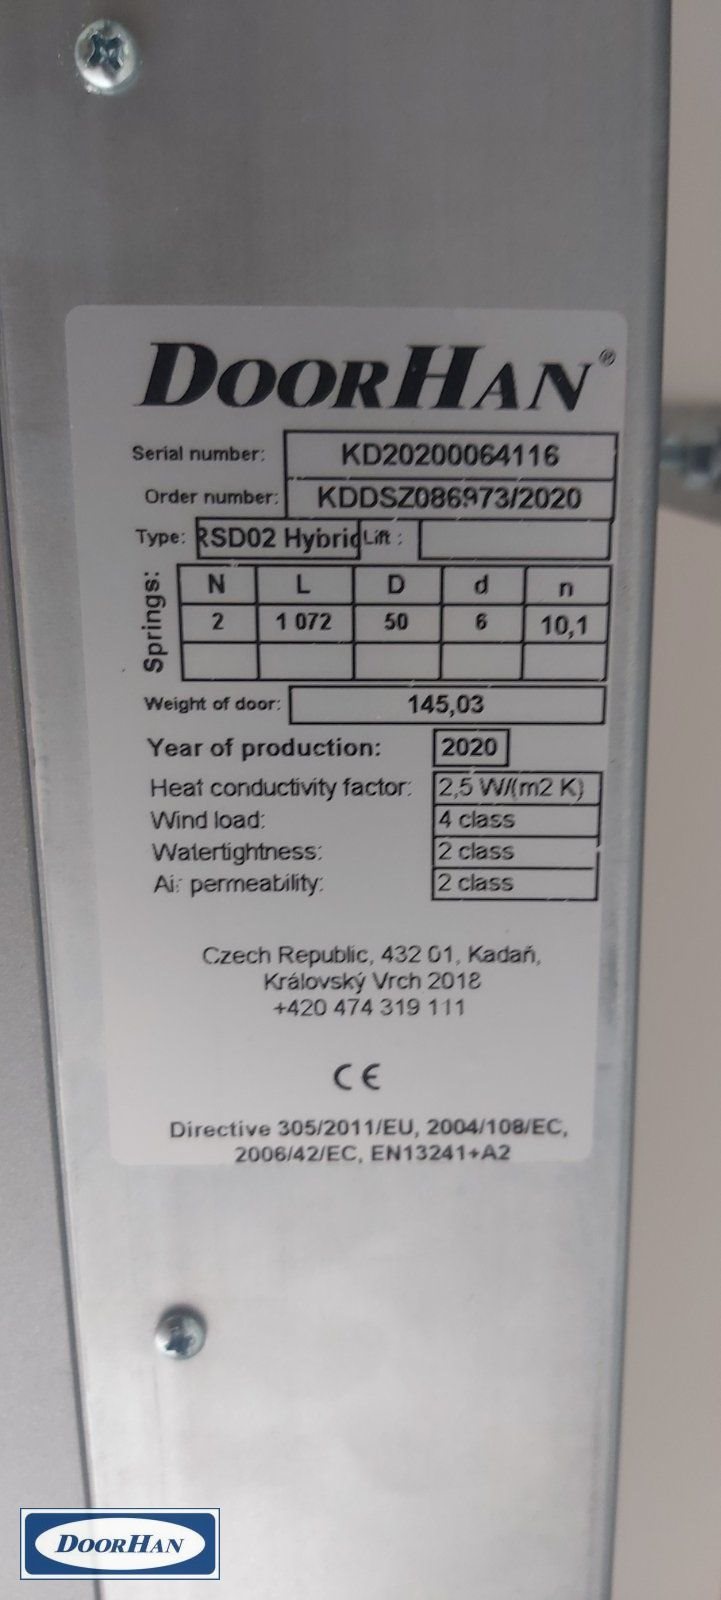 DOORHAN®
Serial number: KD20200064116
Order number: KDDSZ086973/2020
Type: RSD02 Hybrid Lift :
Springs:
N L D d n
2 1 072 50 6 10,1
Weight of door: 145,03
Year of production: 2020
Heat conductivity factor: 2,5 W/(m2 K)
Wind load: 4 class
Watertightness: 2 class
Air permeability: 2 class
Czech Republic, 432 01, Kadaň,
Královský Vrch 2018
+420 474 319 111
CE
Directive 305/2011/EU, 2004/108/EC,
2006/42/EC, EN13241+A2
DOORHAN